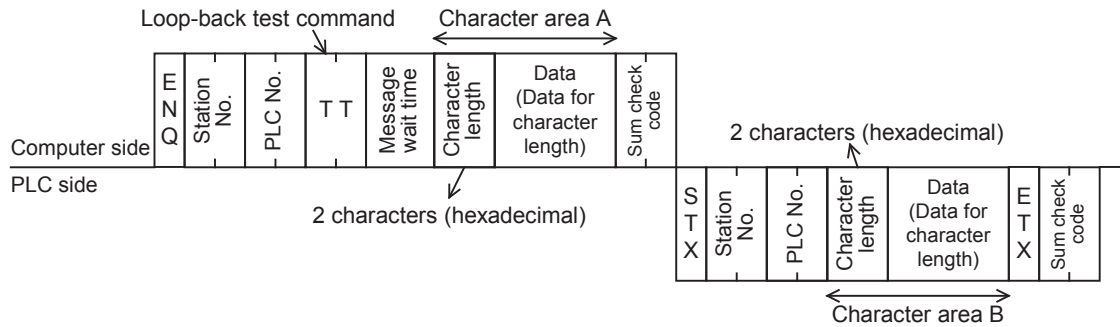 Loop-back test command
Character area A
E
N
Q
Station
No.
PLC No.
T T
Message
wait time
Character
length
Data
(Data for
character
length)
Sum check
code
Computer side
PLC side
2 characters (hexadecimal)
2 characters (hexadecimal)
S
T
X
Station
No.
PLC No.
Character
length
Data
(Data for
character
length)
E
T
X
Sum check
code
Character area B